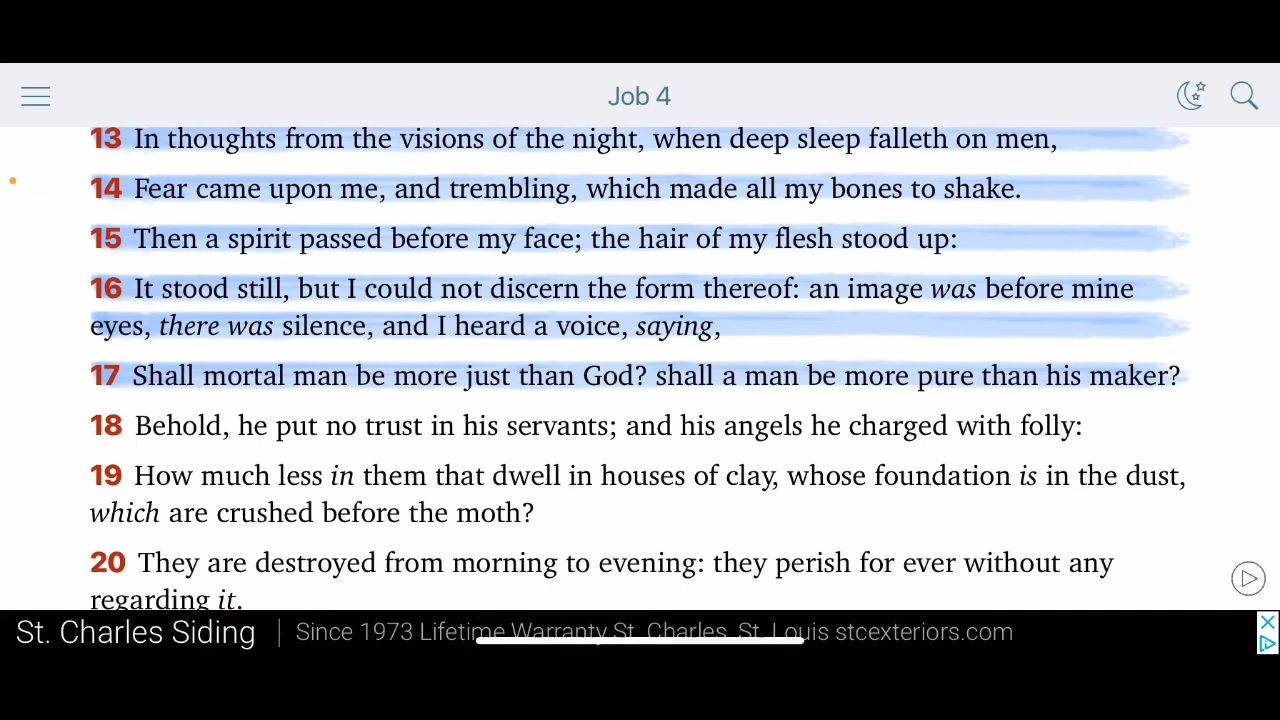 Job 4
13 In thoughts from the visions of the night, when deep sleep falleth on men,
14 Fear came upon me, and trembling, which made all my bones to shake.
15 Then a spirit passed before my face; the hair of my flesh stood up:
16 It stood still, but I could not discern the form thereof: an image was before mine
eyes, there was silence, and I heard a voice, saying,
17 Shall mortal man be more just than God? shall a man be more pure than his maker?
18 Behold, he put no trust in his servants; and his angels he charged with folly:
19 How much less in them that dwell in houses of clay, whose foundation is in the dust,
which are crushed before the moth?
20 They are destroyed from morning to evening: they perish for ever without any
regarding it.
St. Charles Siding | Since 1973 Lifetime Warranty St. Charles, St. Louis stcexteriors.com